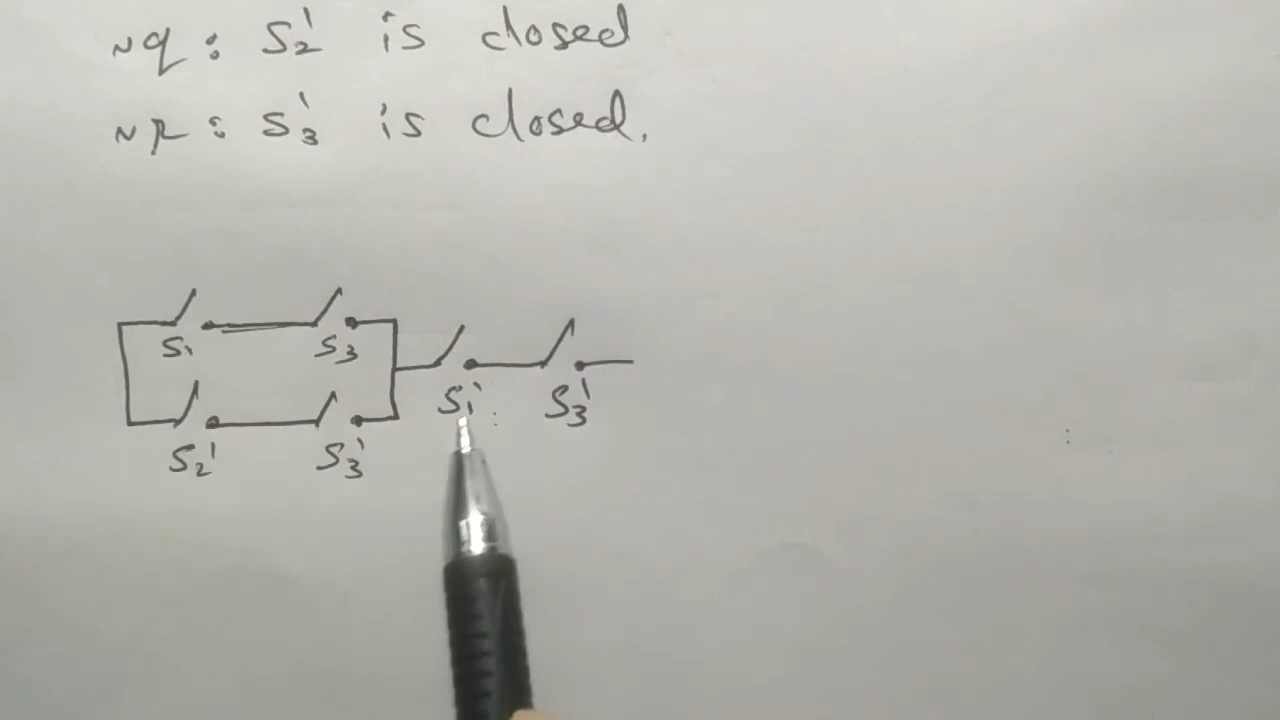 ~q : S₂' is closed
~r : S₃' is closed.
S₁ S₃
S₁' S₃'
S₂' S₃'